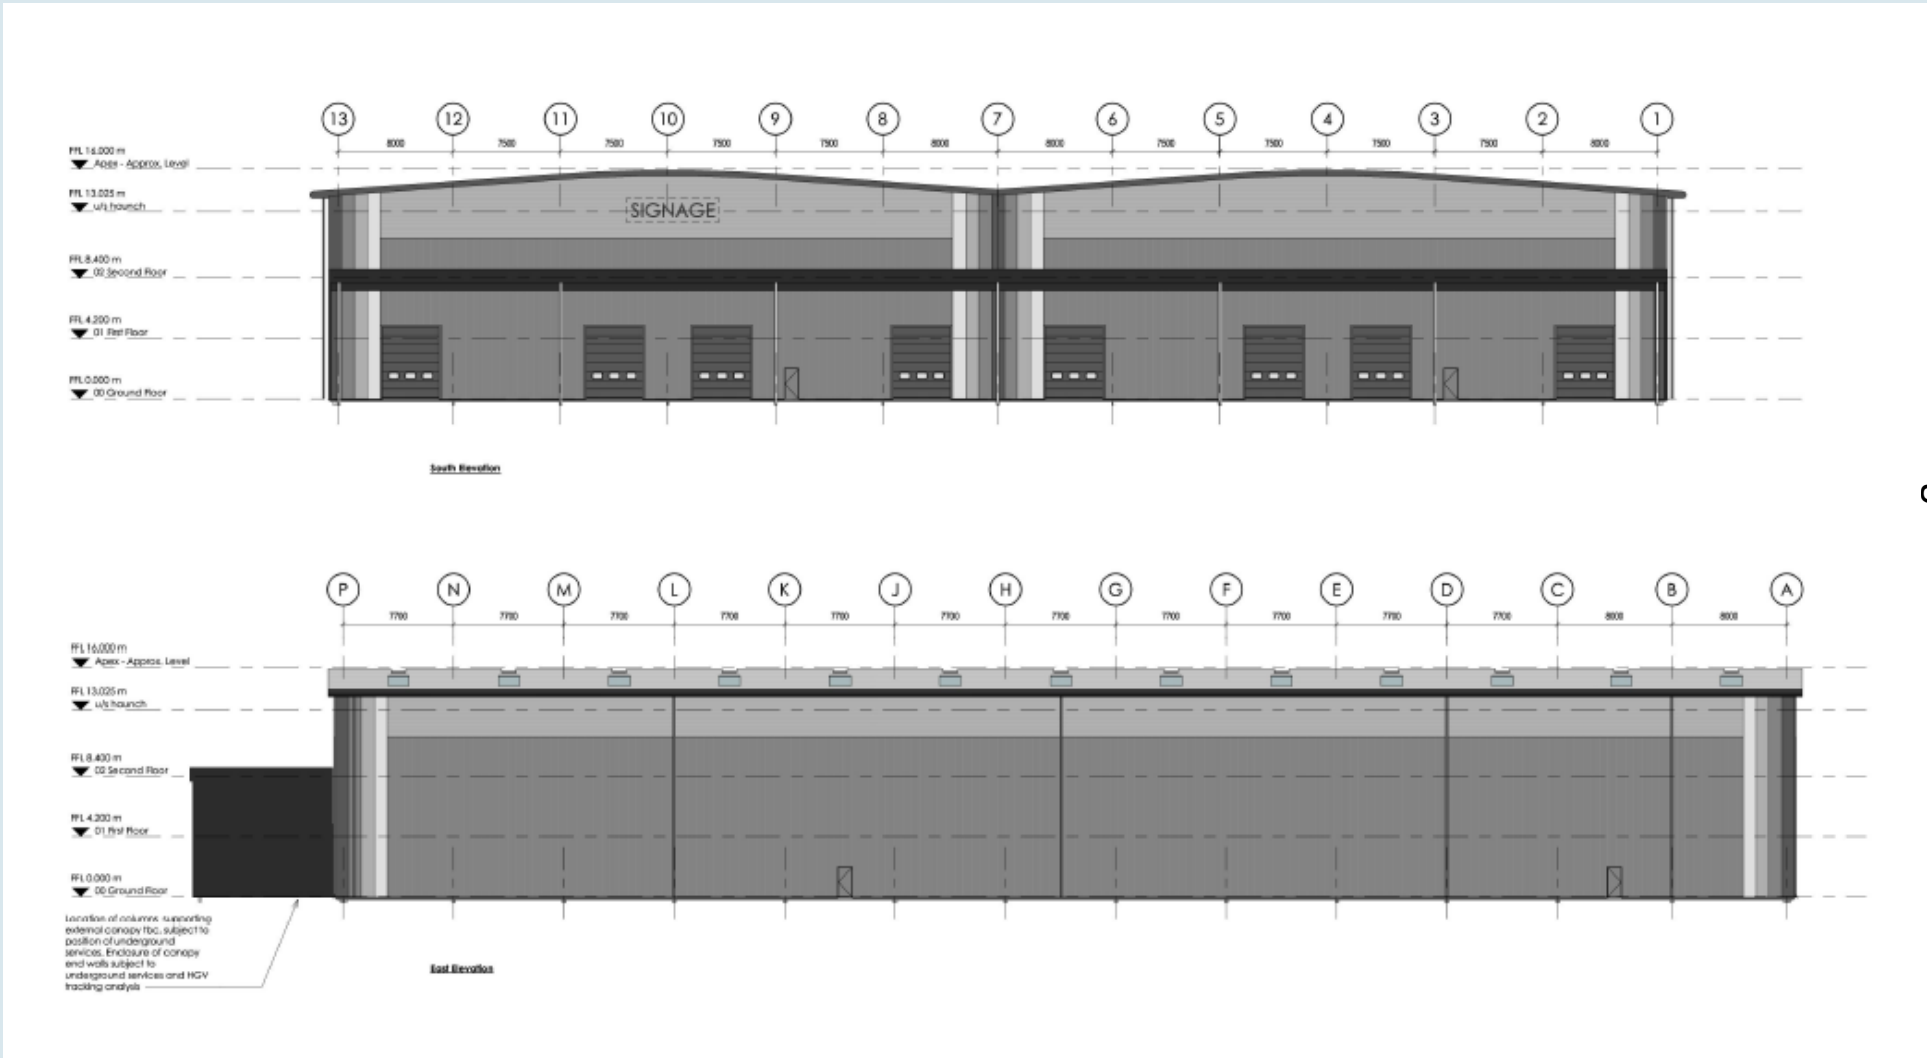 13 12 11 10 9 8 7 6 5 4 3 2 1
8000 7500 7500 7500 7500 8000 8000 7500 7500 7500 7500 8000
FFL 16.000 m
Apex - Approx. Level
FFL 13.025 m
u/s haunch
SIGNAGE
FFL 8.400 m
02 Second Floor
FFL 4.200 m
01 First Floor
FFL 0.000 m
00 Ground Floor
South Elevation
P N M L K J H G F E D C B A
7700 7700 7700 7700 7700 7700 7700 7700 7700 7700 7700 8000 8000
FFL 16.000 m
Apex - Approx. Level
FFL 13.025 m
u/s haunch
FFL 8.400 m
02 Second Floor
FFL 4.200 m
01 First Floor
FFL 0.000 m
00 Ground Floor
Location of columns supporting
external canopy tbc, subject to
position of underground
services. Enclosure of canopy
end walls subject to
underground services and HGV
tracking analysis
East Elevation